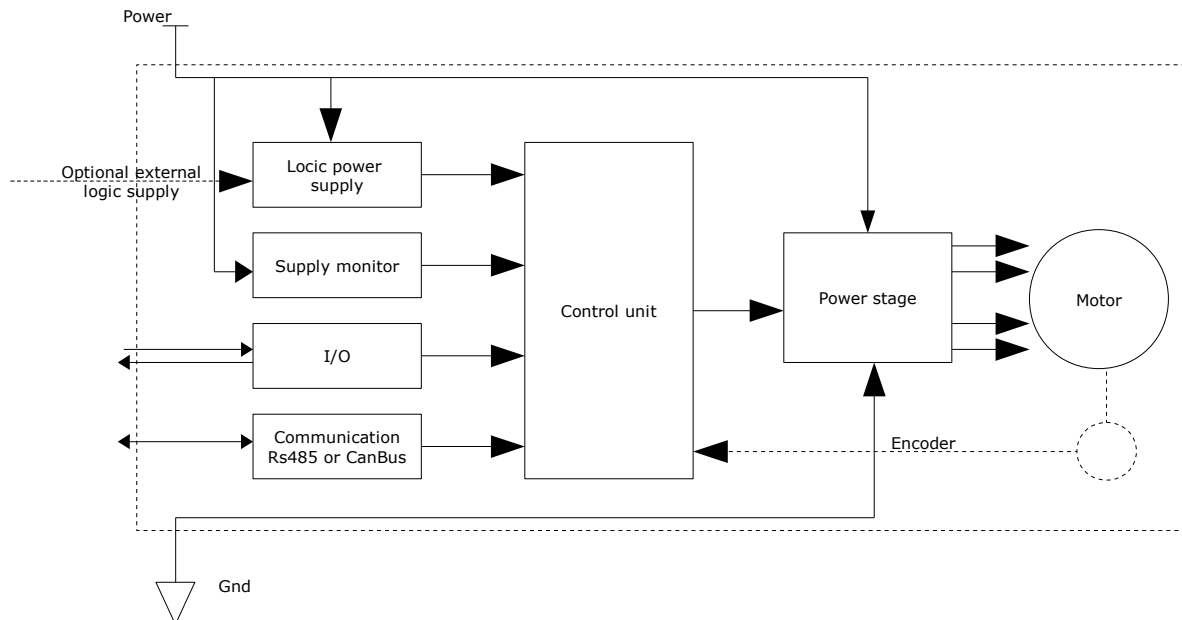 Power
Optional external
logic supply
Locic power
supply
Supply monitor
I/O
Communication
Rs485 or CanBus
Control unit
Power stage
Motor
Encoder
Gnd